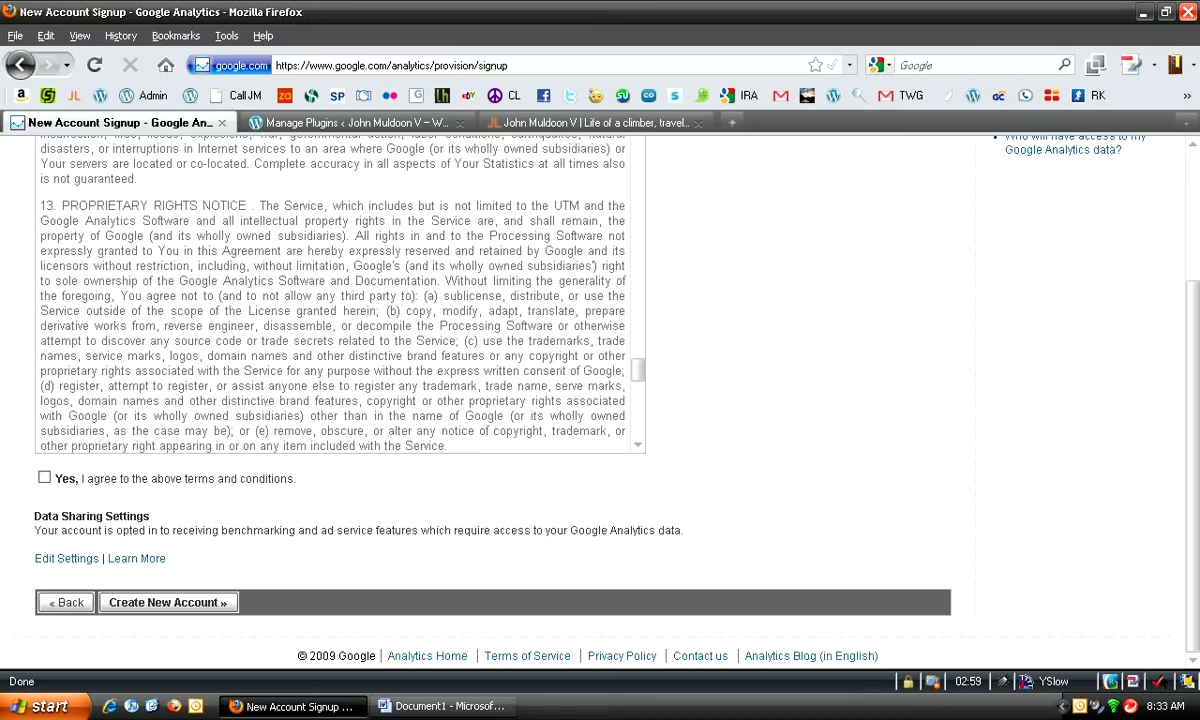 New Account Signup - Google Analytics - Mozilla Firefox
File Edit View History Bookmarks Tools Help
google.com https://www.google.com/analytics/provision/signup Google
Admin Call JM SP CL IRA TWG RK »
New Account Signup - Google An... Manage Plugins ‹ John Muldoon V — W... John Muldoon V | Life of a climber, travel...
disasters, or interruptions in Internet services to an area where Google (or its wholly owned subsidiaries) or
Your servers are located or co-located. Complete accuracy in all aspects of Your Statistics at all times also
is not guaranteed.
13. PROPRIETARY RIGHTS NOTICE . The Service, which includes but is not limited to the UTM and the
Google Analytics Software and all intellectual property rights in the Service are, and shall remain, the
property of Google (and its wholly owned subsidiaries). All rights in and to the Processing Software not
expressly granted to You in this Agreement are hereby expressly reserved and retained by Google and its
licensors without restriction, including, without limitation, Google's (and its wholly owned subsidiaries') right
to sole ownership of the Google Analytics Software and Documentation. Without limiting the generality of
the foregoing, You agree not to (and to not allow any third party to): (a) sublicense, distribute, or use the
Service outside of the scope of the License granted herein; (b) copy, modify, adapt, translate, prepare
derivative works from, reverse engineer, disassemble, or decompile the Processing Software or otherwise
attempt to discover any source code or trade secrets related to the Service; (c) use the trademarks, trade
names, service marks, logos, domain names and other distinctive brand features or any copyright or other
proprietary rights associated with the Service for any purpose without the express written consent of Google;
(d) register, attempt to register, or assist anyone else to register any trademark, trade name, serve marks,
logos, domain names and other distinctive brand features, copyright or other proprietary rights associated
with Google (or its wholly owned subsidiaries) other than in the name of Google (or its wholly owned
subsidiaries, as the case may be); or (e) remove, obscure, or alter any notice of copyright, trademark, or
other proprietary right appearing in or on any item included with the Service.
Who will have access to my
Google Analytics data?
Yes, I agree to the above terms and conditions.
Data Sharing Settings
Your account is opted in to receiving benchmarking and ad service features which require access to your Google Analytics data.
Edit Settings | Learn More
« Back Create New Account »
© 2009 Google | Analytics Home | Terms of Service | Privacy Policy | Contact us | Analytics Blog (in English)
Done 02:59 YSlow
start New Account Signup ... Document1 - Microsof... 8:33 AM